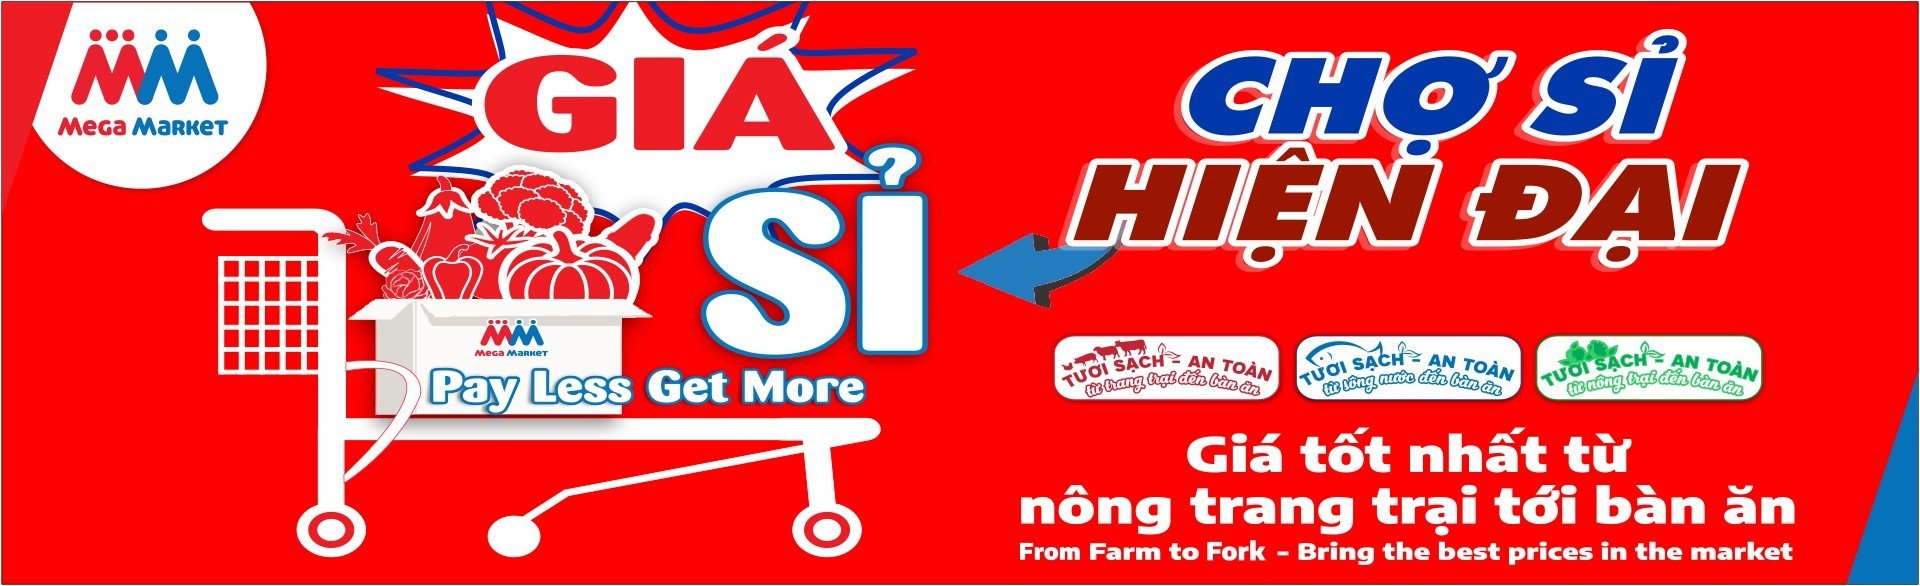 Mega Market
GIÁ
SỈ
Mega Market
Pay Less Get More
CHỢ SỈ
HIỆN ĐẠI
TƯƠI SẠCH - AN TOÀN
từ trang trại đến bàn ăn
TƯƠI SẠCH - AN TOÀN
từ sông nước đến bàn ăn
TƯƠI SẠCH - AN TOÀN
từ nông trại đến bàn ăn
Giá tốt nhất từ
nông trang trại tới bàn ăn
From Farm to Fork - Bring the best prices in the market